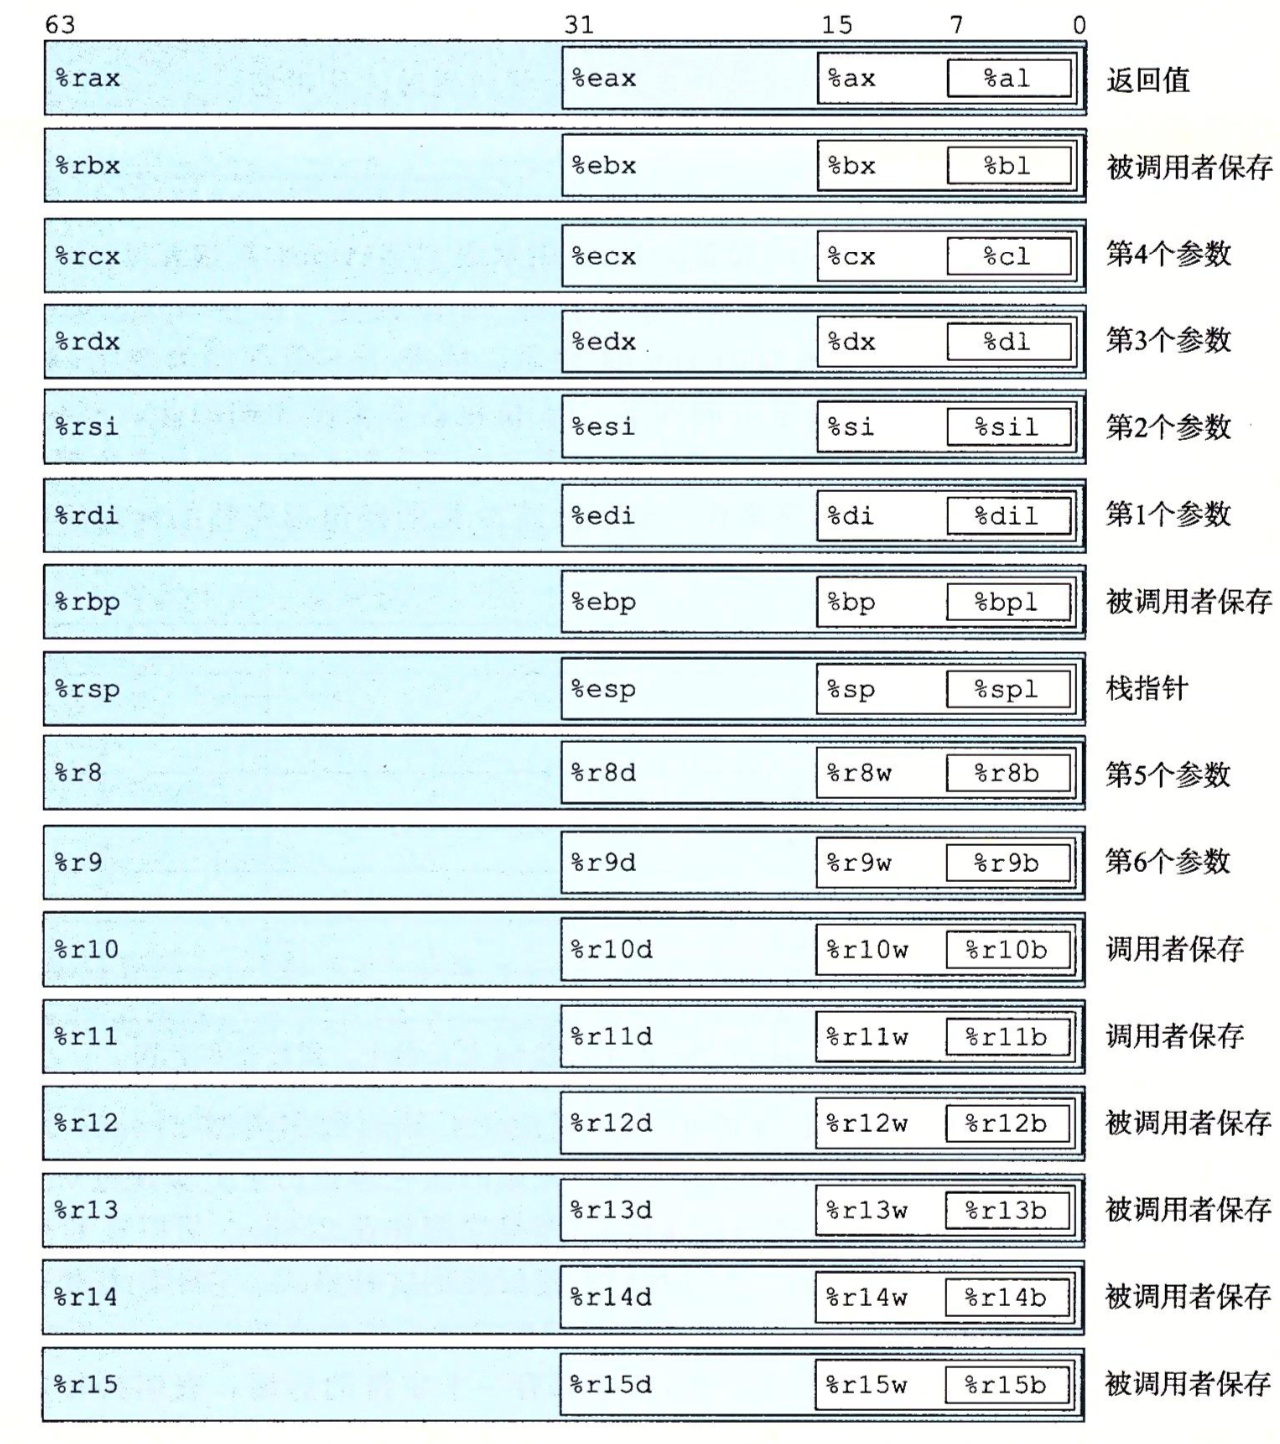 63 31 15 7 0
%rax %eax %ax %al 返回值
%rbx %ebx %bx %bl 被调用者保存
%rcx %ecx %cx %cl 第4个参数
%rdx %edx %dx %dl 第3个参数
%rsi %esi %si %sil 第2个参数
%rdi %edi %di %dil 第1个参数
%rbp %ebp %bp %bpl 被调用者保存
%rsp %esp %sp %spl 栈指针
%r8 %r8d %r8w %r8b 第5个参数
%r9 %r9d %r9w %r9b 第6个参数
%r10 %r10d %r10w %r10b 调用者保存
%r11 %r11d %r11w %r11b 调用者保存
%r12 %r12d %r12w %r12b 被调用者保存
%r13 %r13d %r13w %r13b 被调用者保存
%r14 %r14d %r14w %r14b 被调用者保存
%r15 %r15d %r15w %r15b 被调用者保存